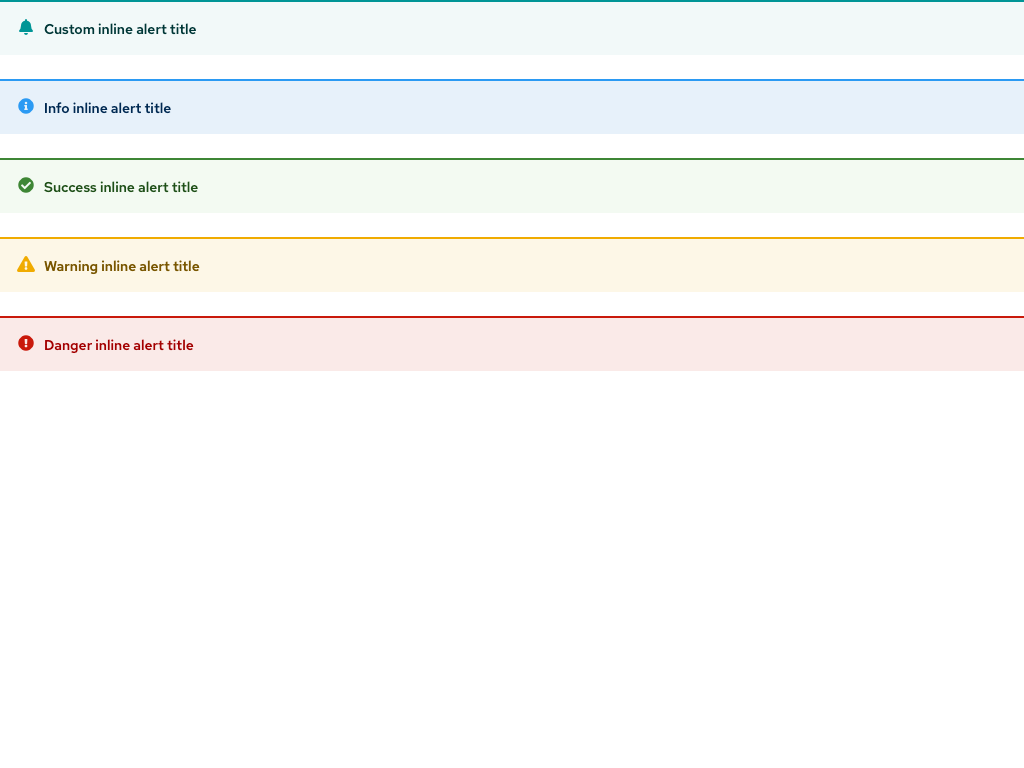 Custom inline alert title
Info inline alert title
Success inline alert title
Warning inline alert title
Danger inline alert title